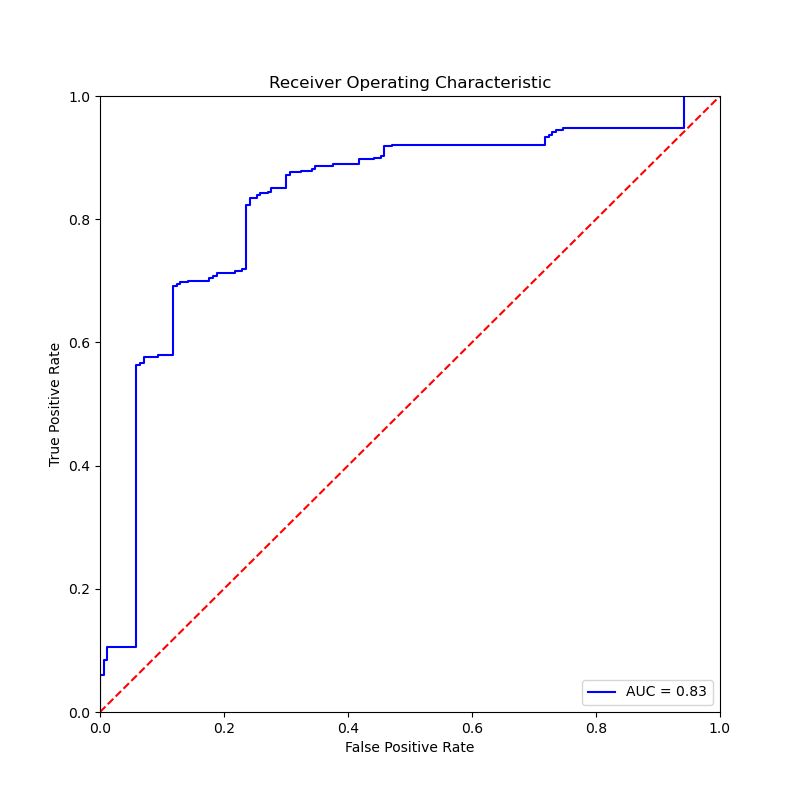 Receiver Operating Characteristic
1.0
0.8
0.6
0.4
0.2
0.0
True Positive Rate
0.0 0.2 0.4 0.6 0.8 1.0
False Positive Rate
AUC = 0.83